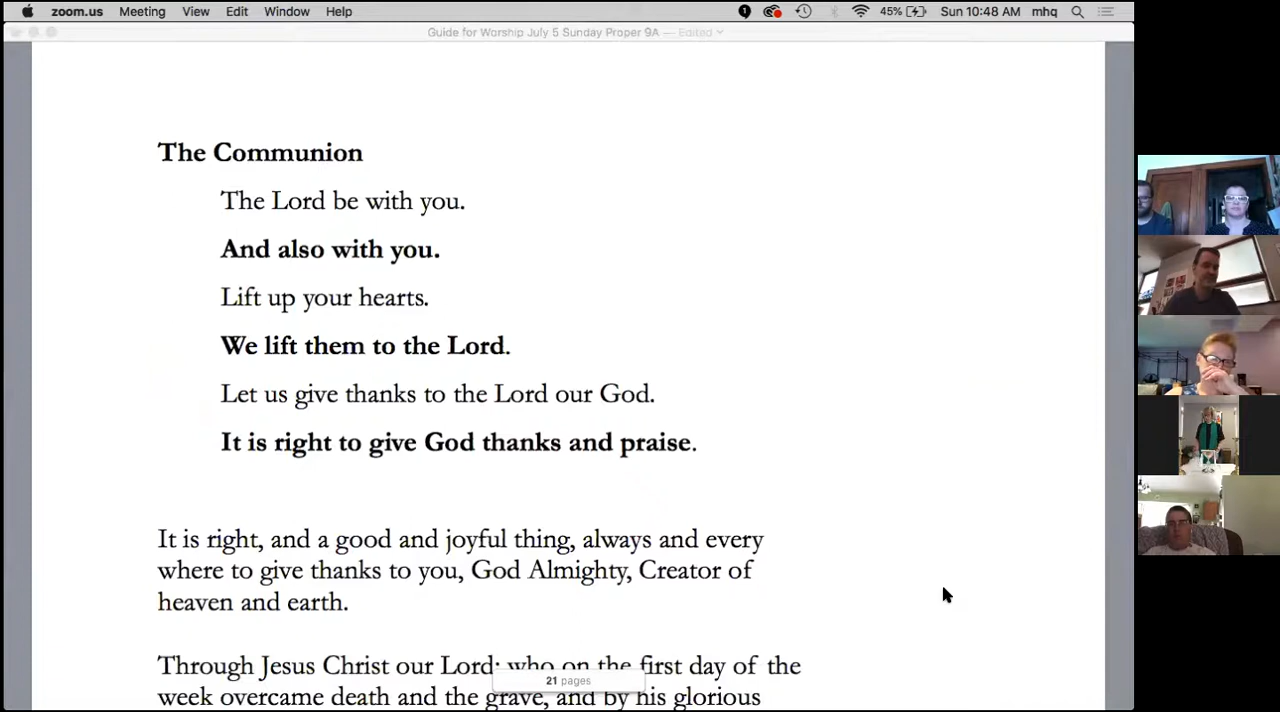 zoom.us Meeting View Edit Window Help 45% Sun 10:48 AM mhq
Guide for Worship July 5 Sunday Proper 9A — Edited
The Communion
The Lord be with you.
And also with you.
Lift up your hearts.
We lift them to the Lord.
Let us give thanks to the Lord our God.
It is right to give God thanks and praise.
It is right, and a good and joyful thing, always and every
where to give thanks to you, God Almighty, Creator of
heaven and earth.
Through Jesus Christ our Lord; who on the first day of the
week overcame death and the grave, and by his glorious
21 pages